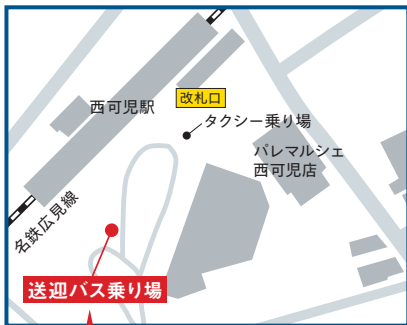 改札口
西可児駅
タクシー乗り場
パレマルシェ
西可児店
名鉄広見線
送迎バス乗り場